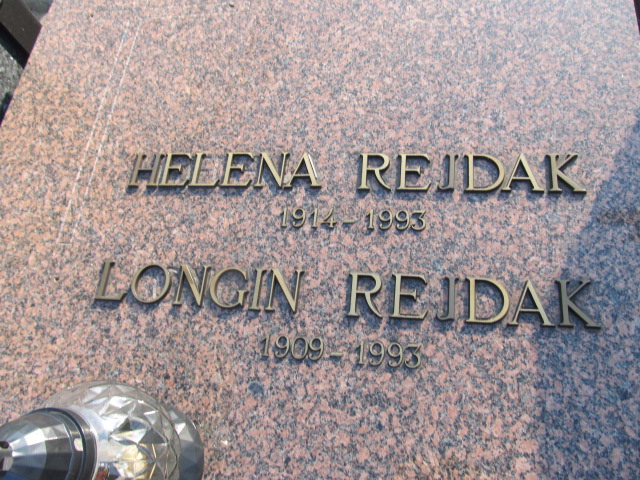 HELENA REJDAK
1914-1993
LONGIN REJDAK
1909-1993